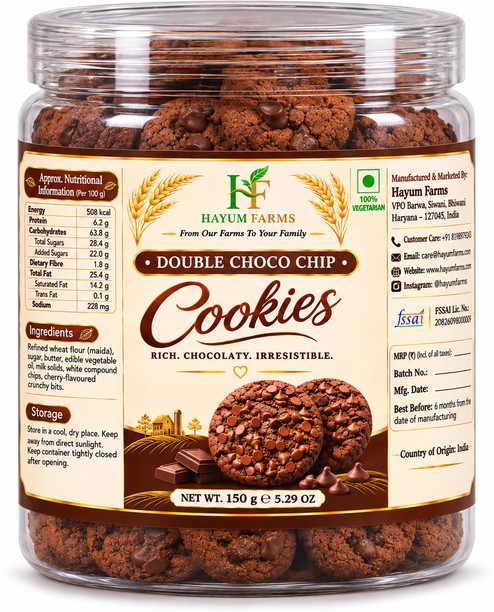 HF
HAYUM FARMS
From Our Farms To Your Family
• DOUBLE CHOCO CHIP •
Cookies
RICH. CHOCOLATY. IRRESISTIBLE.
NET WT. 150 g ℮ 5.29 OZ
100%
VEGETARIAN
Approx. Nutritional
Information (Per 100 g)
Energy 508 kcal
Protein 6.2 g
Carbohydrates 63.8 g
Total Sugars 28.4 g
Added Sugars 22.0 g
Dietary Fibre 1.8 g
Total Fat 25.4 g
Saturated Fat 14.2 g
Trans Fat 0.1 g
Sodium 228 mg
Ingredients
Refined wheat flour (maida),
sugar, butter, edible vegetable
oil, milk solids, white compound
chips, cherry-flavoured
crunchy bits.
Storage
Store in a cool, dry place. Keep
away from direct sunlight.
Keep container tightly closed
after opening.
Manufactured & Marketed By:
Hayum Farms
VPO Barwa, Siwani, Bhiwani
Haryana – 127045, India
Customer Care: +91
Email: care@hayumfarms.com
Website: www.hayumfarms.com
Instagram: @hayumfarms
fssai
FSSAI Lic. No.:
20826098000009
MRP (₹) (Incl. of all taxes):
Batch No.:
Mfg. Date:
Best Before: 6 months from the
date of manufacturing
Country of Origin: India